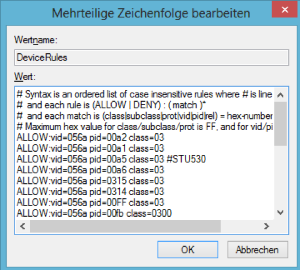 Mehrteilige Zeichenfolge bearbeiten
Wertname:
DeviceRules
Wert:
# Syntax is an ordered list of case insensitive rules where # is line
# and each rule is (ALLOW | DENY) : ( match )*
# and each match is (class|subclass|prot|vid|pid|rel) = hex-number
# Maximum hex value for class/subclass/prot is FF, and for vid/pi
ALLOW:vid=056a pid=00a2 class=03
ALLOW:vid=056a pid=00a1 class=03
ALLOW:vid=056a pid=00a5 class=03 #STU530
ALLOW:vid=056a pid=00a6 class=03
ALLOW:vid=056a pid=0315 class=03
ALLOW:vid=056a pid=0314 class=03
ALLOW:vid=056a pid=00FF class=03
ALLOW:vid=056a pid=00fb class=0300
OK
Abbrechen